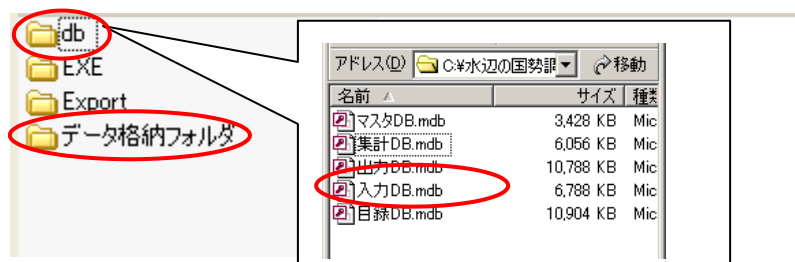 db
EXE
Export
データ格納フォルダ
アドレス(D) C:¥水辺の国勢調 移動
名前 サイズ 種类
マスタDB.mdb 3,428 KB Mic
集計DB.mdb 6,056 KB Mic
出力DB.mdb 10,788 KB Mic
入力DB.mdb 6,788 KB Mic
目録DB.mdb 10,904 KB Mic